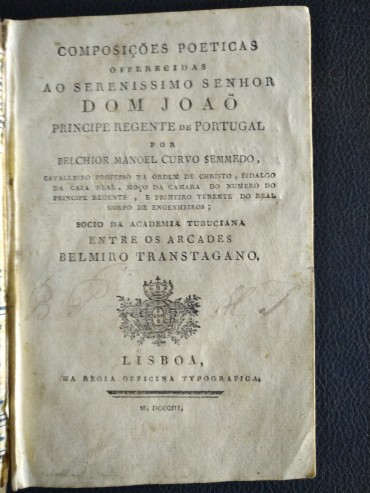 COMPOSIÇÕES POETICAS
OFFERECIDAS
AO SERENISSIMO SENHOR
DOM JOAÕ
PRINCIPE REGENTE DE PORTUGAL
POR
BELCHIOR MANOEL CURVO SEMMEDO,
CAVALLEIRO PROFESSO NA ORDEM DE CHRISTO, FIDALGO
DA CASA REAL, MOÇO DA CAMARA DO NUMERO DO
PRINCIPE REGENTE, E PRIMEIRO TENENTE DO REAL
CORPO DE ENGENHEIROS;
SOCIO DA ACADEMIA TUBUCIANA
ENTRE OS ARCADES
BELMIRO TRANSTAGANO.
LISBOA,
NA REGIA OFFICINA TYPOGRAFICA.
M. DCCCIII.